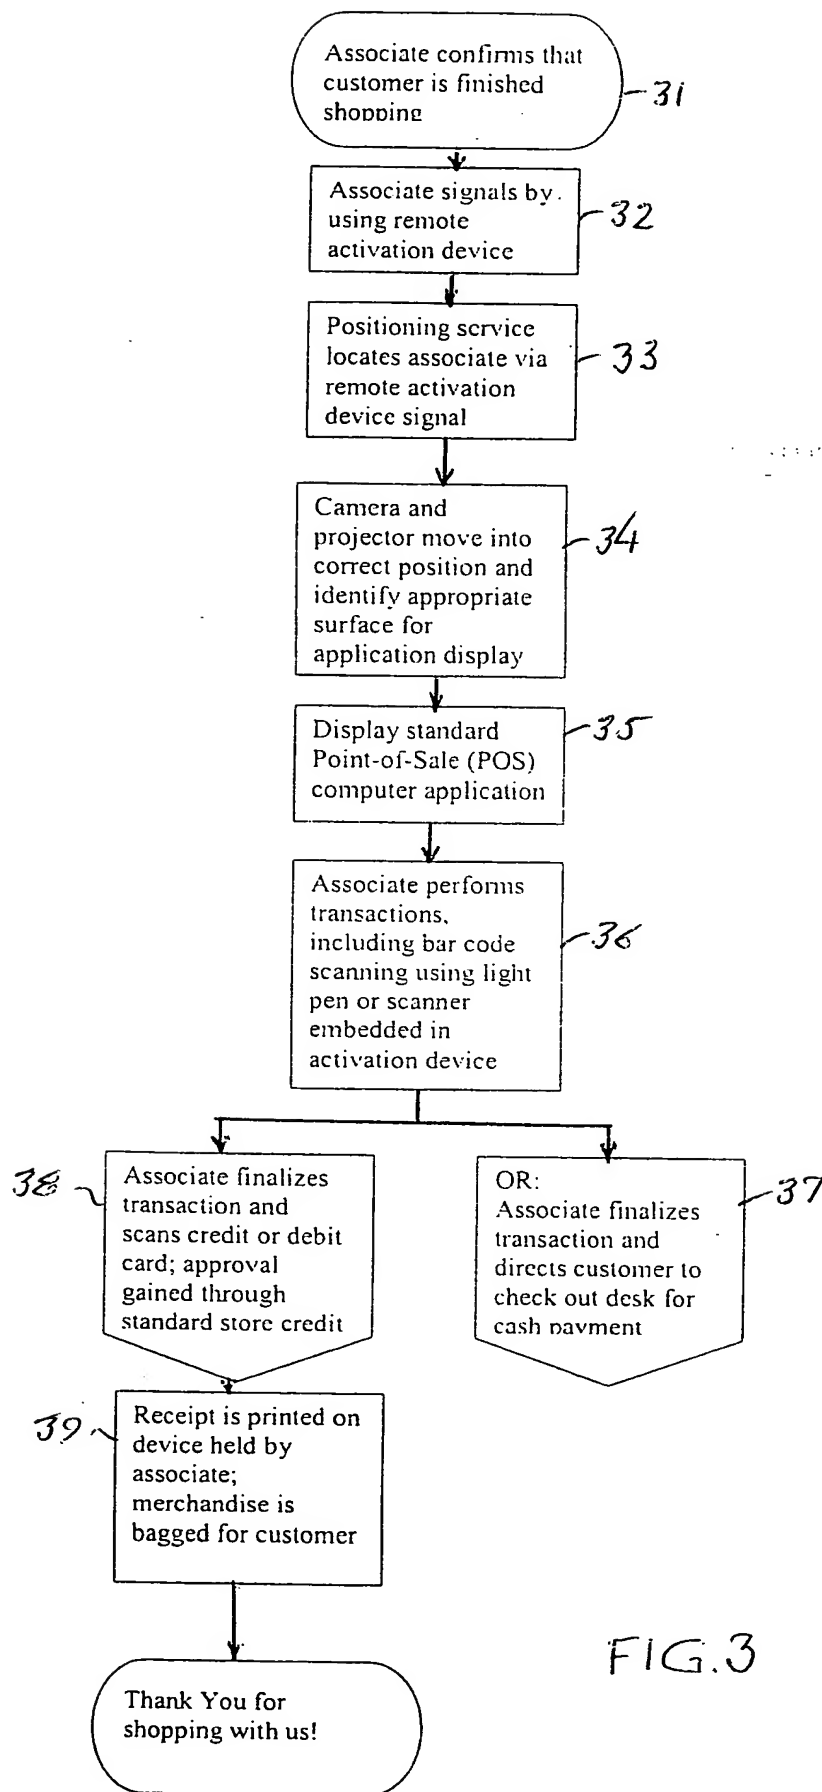 Associate confirms that
customer is finished
shopping
31
Associate signals by.
using remote
activation device
32
Positioning service
locates associate via
remote activation
device signal
33
Camera and
projector move into
correct position and
identify appropriate
surface for
application display
34
Display standard
Point-of-Sale (POS)
computer application
35
Associate performs
transactions,
including bar code
scanning using light
pen or scanner
embedded in
activation device
36
38
Associate finalizes
transaction and
scans credit or debit
card; approval
gained through
standard store credit
OR:
Associate finalizes
transaction and
directs customer to
check out desk for
cash payment
37
39
Receipt is printed on
device held by
associate;
merchandise is
bagged for customer
Thank You for
shopping with us!
FIG.3